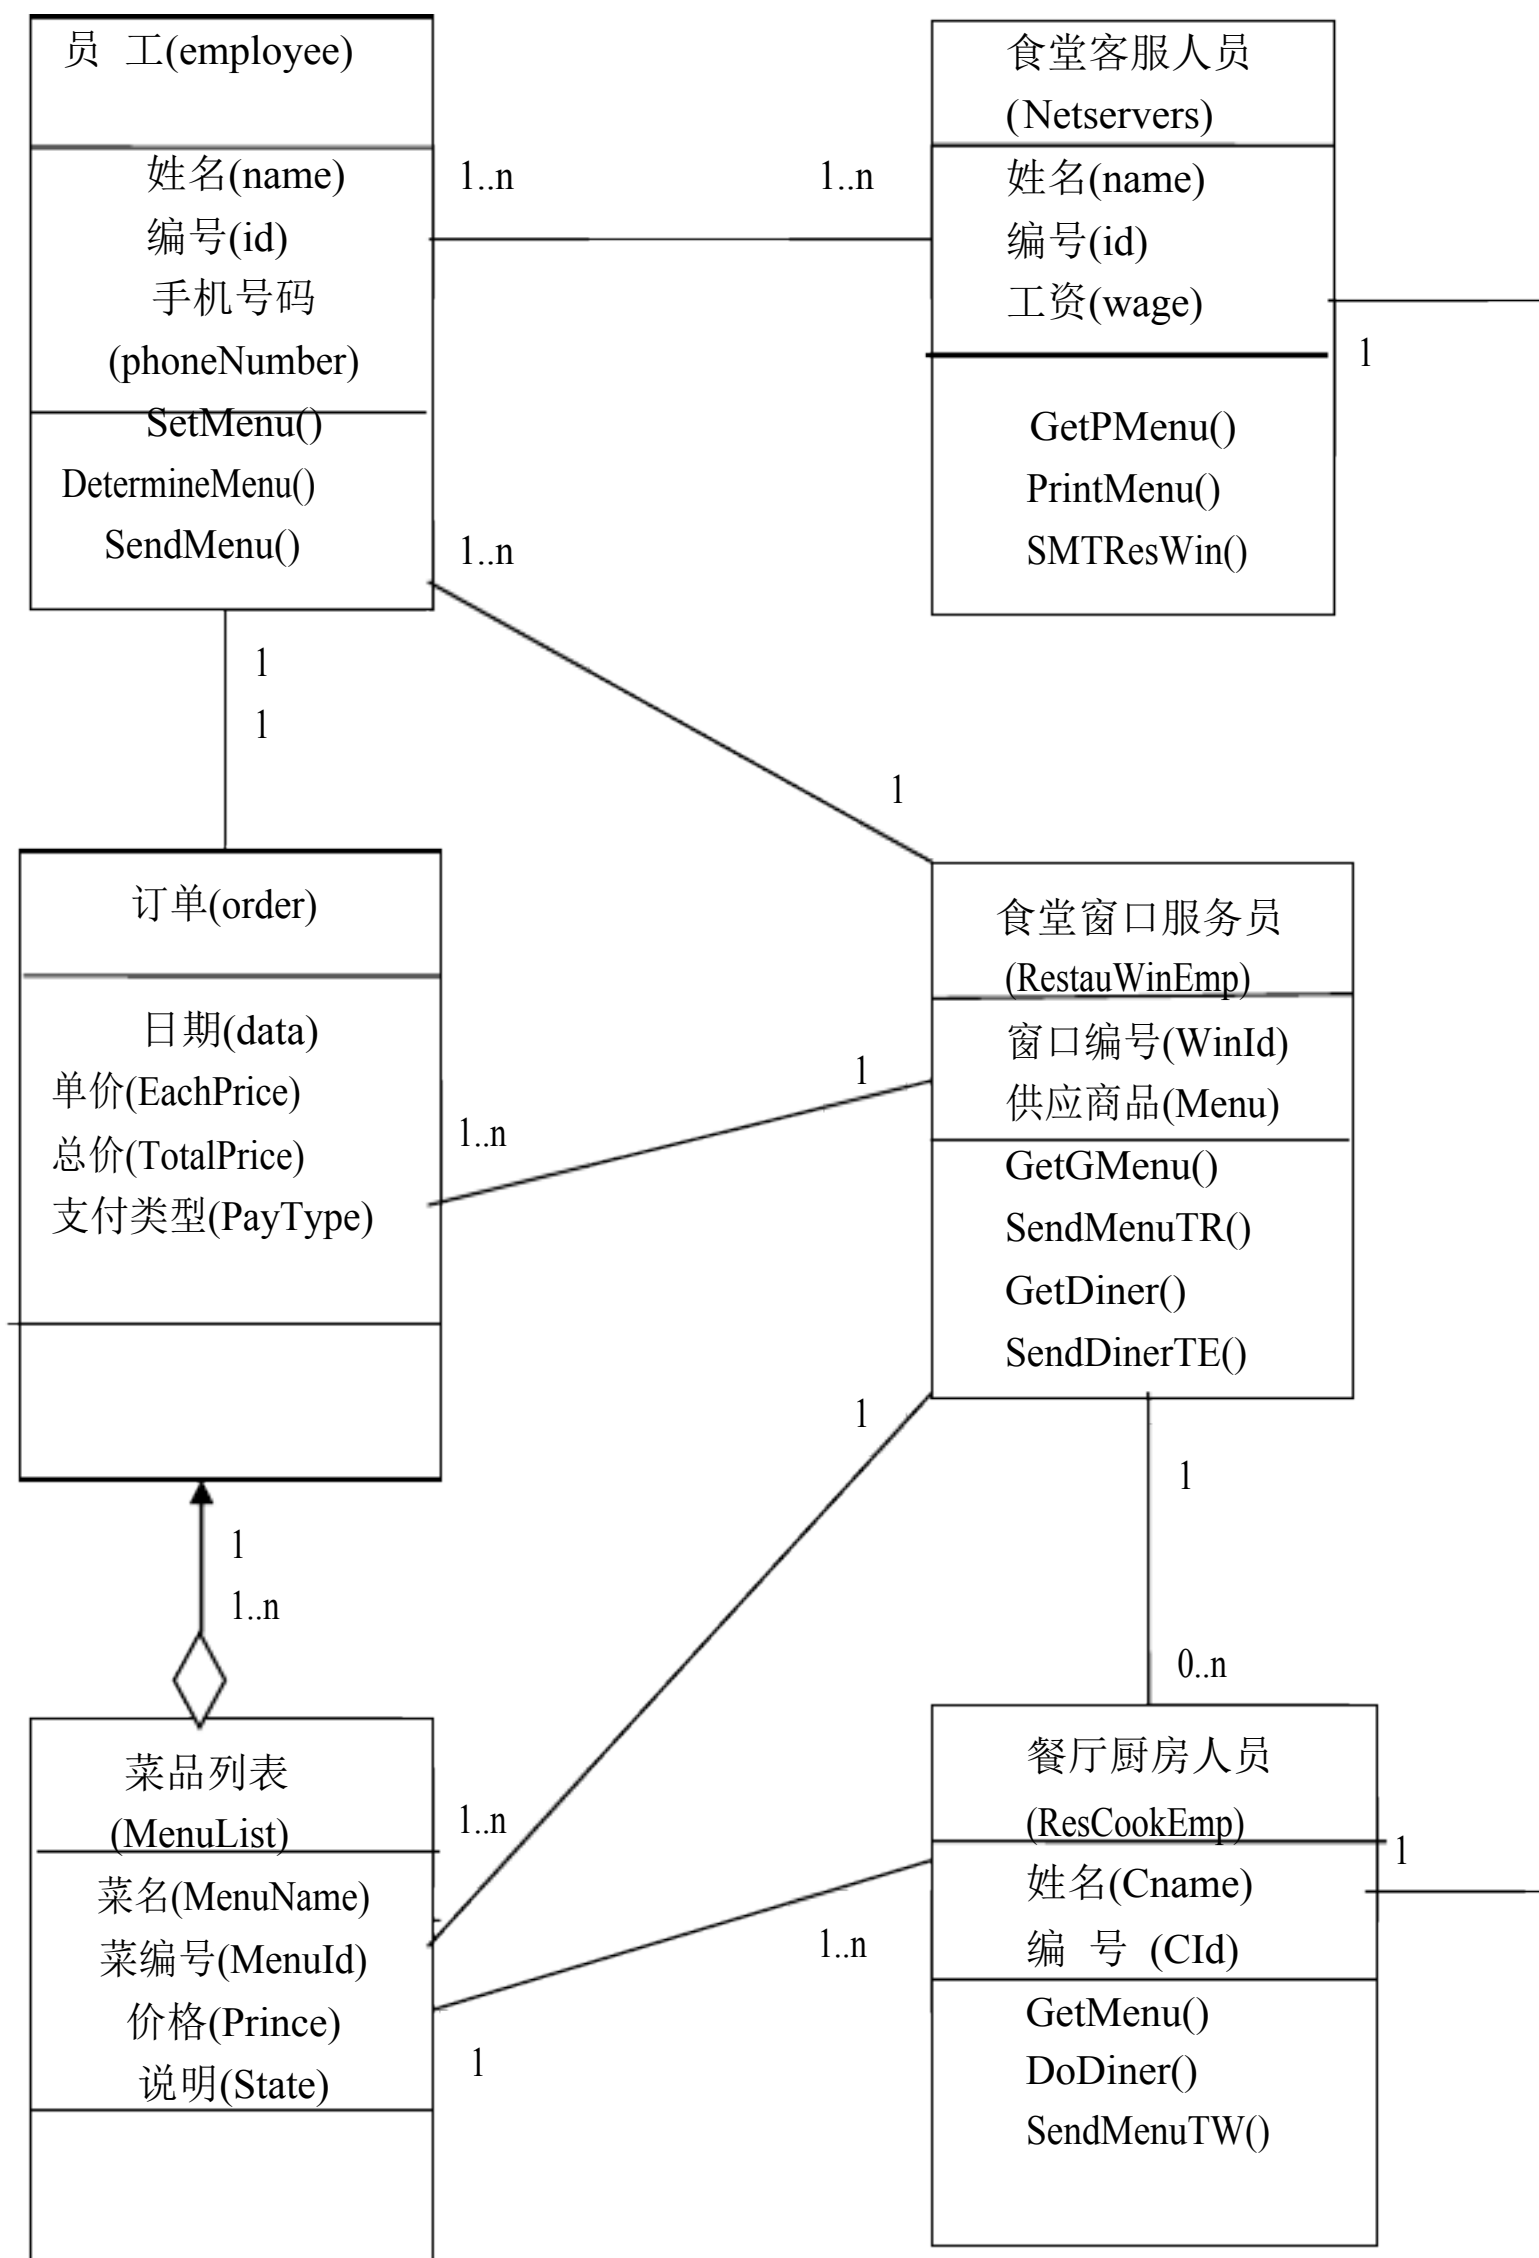 员 工(employee)
姓名(name)
编号(id)
手机号码
(phoneNumber)
SetMenu()
DetermineMenu()
SendMenu()
1..n
1..n
食堂客服人员
(Netservers)
姓名(name)
编号(id)
工资(wage)
GetPMenu()
PrintMenu()
SMTResWin()
1
1..n
1
1
1
订单(order)
日期(data)
单价(EachPrice)
总价(TotalPrice)
支付类型(PayType)
1..n
1
食堂窗口服务员
(RestauWinEmp)
窗口编号(WinId)
供应商品(Menu)
GetGMenu()
SendMenuTR()
GetDiner()
SendDinerTE()
1
1
1
1..n
0..n
菜品列表
(MenuList)
菜名(MenuName)
菜编号(MenuId)
价格(Prince)
说明(State)
1..n
1..n
1
餐厅厨房人员
(ResCookEmp)
姓名(Cname)
编 号 (CId)
GetMenu()
DoDiner()
SendMenuTW()
1